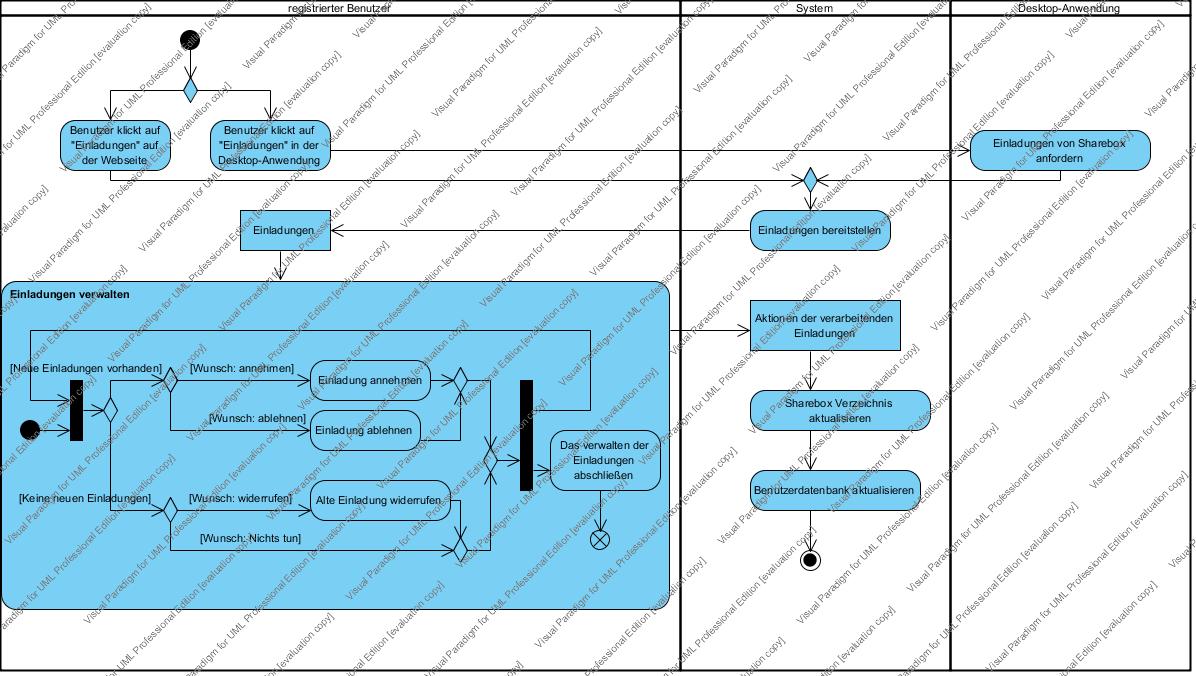 registrierter Benutzer
System
Desktop-Anwendung
Benutzer klickt auf
"Einladungen" auf
der Webseite
Benutzer klickt auf
"Einladungen" in der
Desktop-Anwendung
Einladungen von Sharebox
anfordern
Einladungen
Einladungen bereitstellen
Einladungen verwalten
Aktionen der verarbeitenden
Einladungen
[Neue Einladungen vorhanden]
[Wunsch: annehmen]
Einladung annehmen
[Wunsch: ablehnen]
Einladung ablehnen
Sharebox Verzeichnis
aktualisieren
Das verwalten der
Einladungen
abschließen
[Keine neuen Einladungen]
[Wunsch: widerrufen]
Alte Einladung widerrufen
Benutzerdatenbank aktualisieren
[Wunsch: Nichts tun]
Visual Paradigm for UML Professional Edition [evaluation copy]